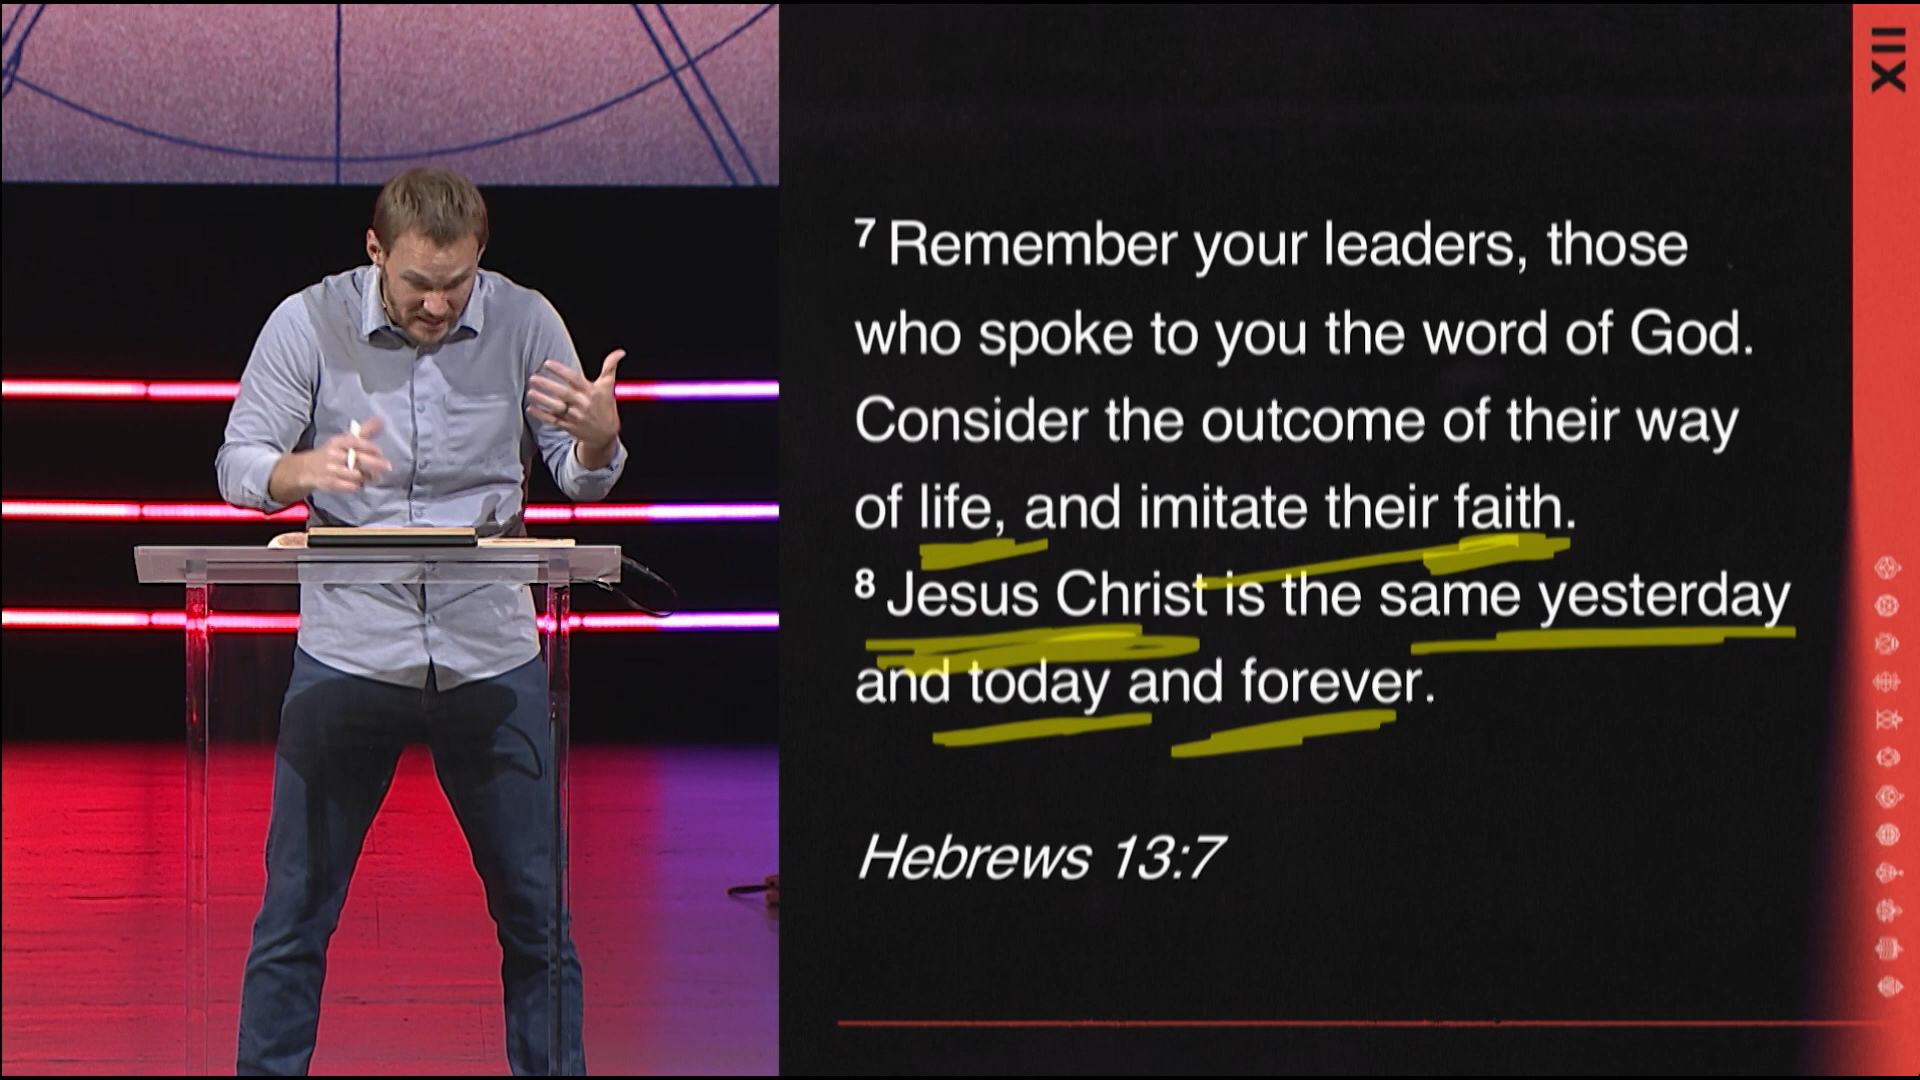 7 Remember your leaders, those
who spoke to you the word of God.
Consider the outcome of their way
of life, and imitate their faith.
8 Jesus Christ is the same yesterday
and today and forever.
Hebrews 13:7
XII